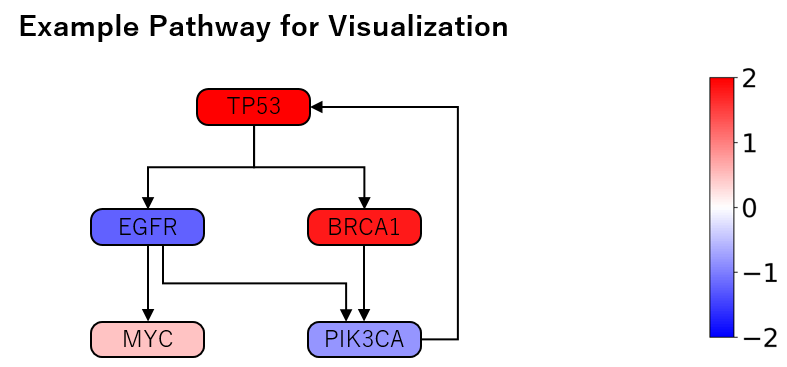 Example Pathway for Visualization
TP53
EGFR
BRCA1
MYC
PIK3CA
2
1
0
−1
−2